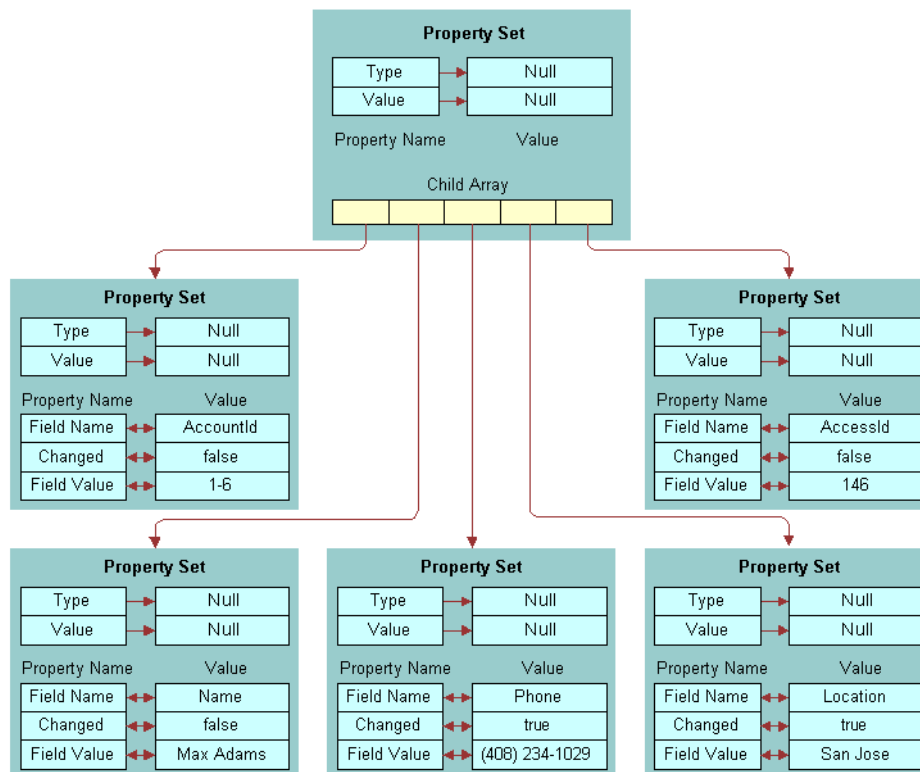 Property Set
Type Null
Value Null
Property Name Value
Child Array
Property Set
Type Null
Value Null
Property Name Value
Field Name AccountId
Changed false
Field Value 1-6
Property Set
Type Null
Value Null
Property Name Value
Field Name AccessId
Changed false
Field Value 146
Property Set
Type Null
Value Null
Property Name Value
Field Name Name
Changed false
Field Value Max Adams
Property Set
Type Null
Value Null
Property Name Value
Field Name Phone
Changed true
Field Value (408) 234-1029
Property Set
Type Null
Value Null
Property Name Value
Field Name Location
Changed true
Field Value San Jose